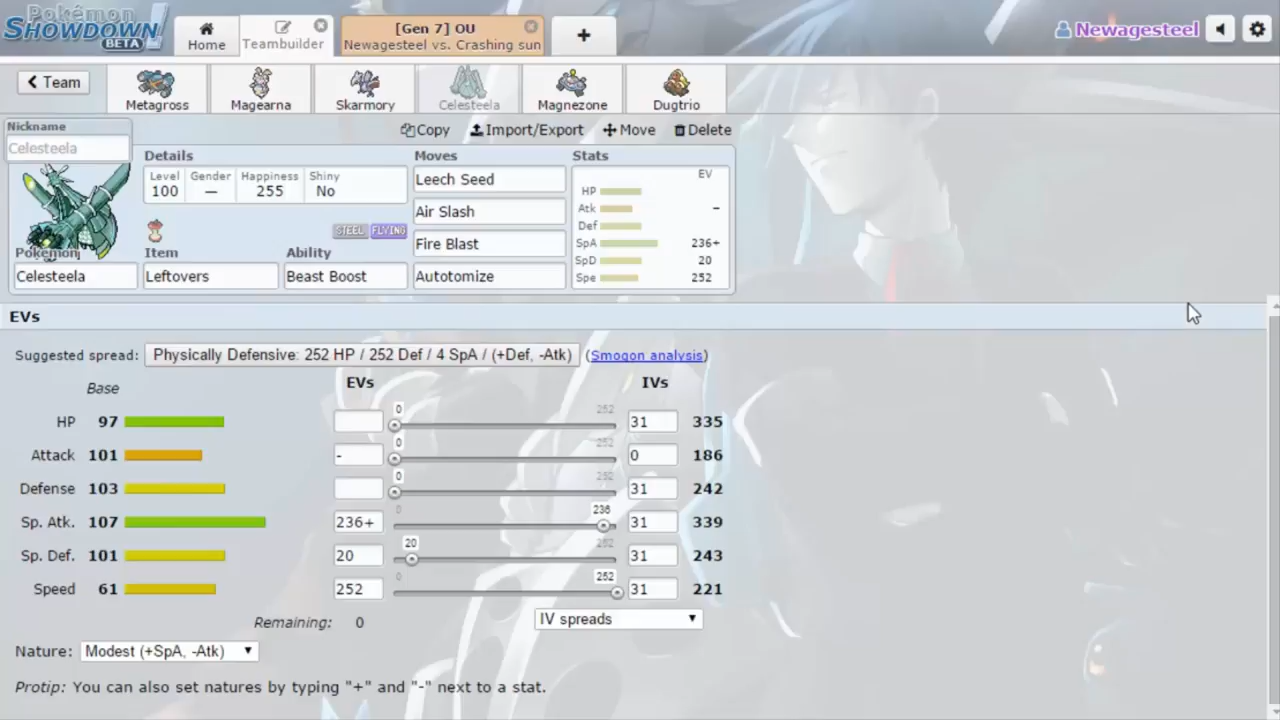 Pokémon
SHOWDOWN!
BETA
Home
Teambuilder
[Gen 7] OU
Newagesteel vs. Crashing sun
+
Newagesteel
Team
Metagross
Magearna
Skarmory
Celesteela
Magnezone
Dugtrio
Nickname
Celesteela
Copy
Import/Export
Move
Delete
Details
Level
100
Gender
—
Happiness
255
Shiny
No
STEEL FLYING
Pokémon
Celesteela
Item
Leftovers
Ability
Beast Boost
Moves
Leech Seed
Air Slash
Fire Blast
Autotomize
Stats
EV
HP
Atk –
Def
SpA 236+
SpD 20
Spe 252
EVs
Suggested spread: Physically Defensive: 252 HP / 252 Def / 4 SpA / (+Def, -Atk) (Smogon analysis)
Base EVs IVs
0 252
HP 97 31 335
0 252
Attack 101 - 0 186
0 252
Defense 103 31 242
0 236
Sp. Atk. 107 236+ 31 339
20 252
Sp. Def. 101 20 31 243
0 252
Speed 61 252 31 221
Remaining: 0
IV spreads
Nature: Modest (+SpA, -Atk)
Protip: You can also set natures by typing "+" and "-" next to a stat.